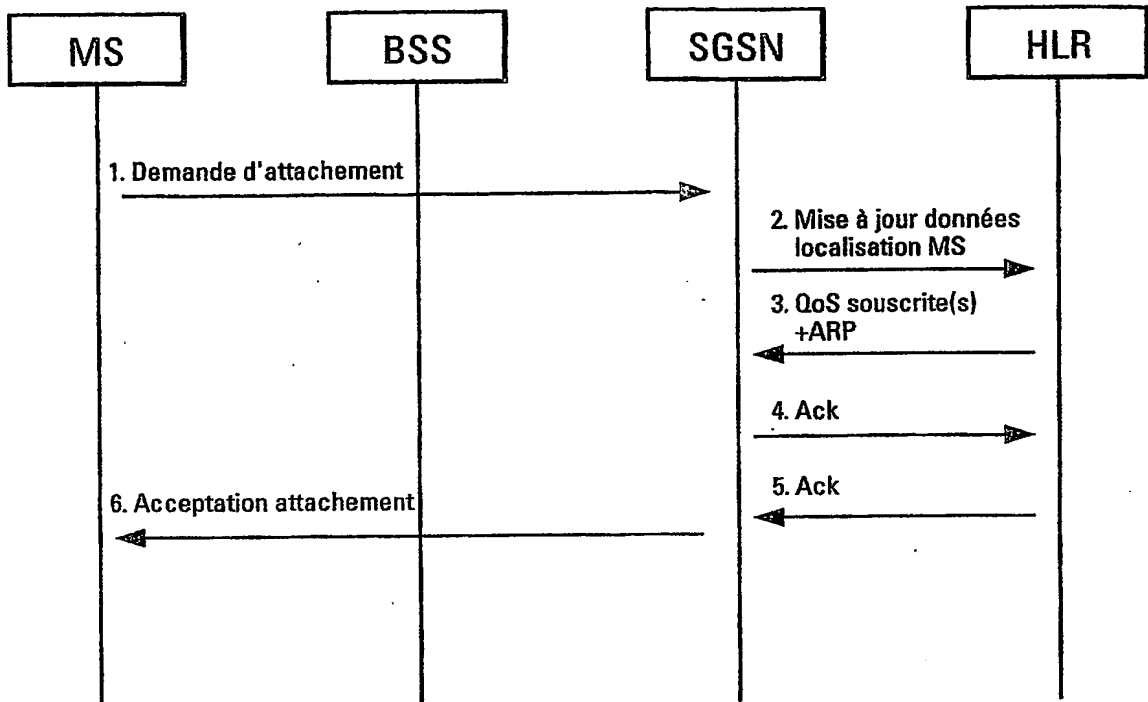 MS
BSS
SGSN
HLR
1. Demande d'attachement
2. Mise à jour données
localisation MS
3. QoS souscrite(s)
+ARP
4. Ack
5. Ack
6. Acceptation attachement